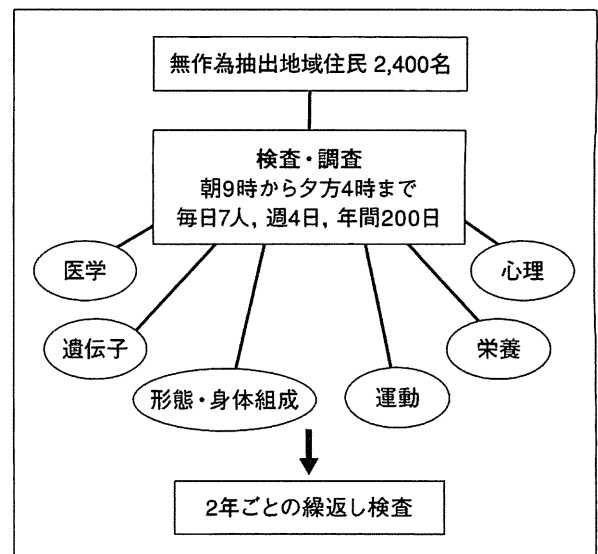 無作為抽出地域住民 2,400名
検査・調査
朝9時から夕方4時まで
毎日7人, 週4日, 年間200日
医学
心理
遺伝子
栄養
形態・身体組成
運動
2年ごとの繰返し検査